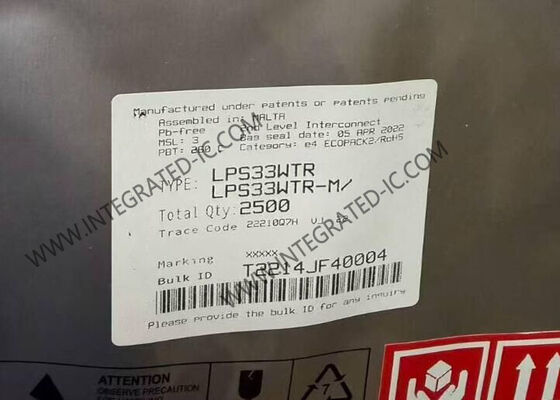 Manufactured under patents or patents pending
Assembled in: MALTA
Pb-free 2nd Level Interconnect
MSL: 3 Bag seal date: 05 APR 2022
PBT: 260 C Category: e4 ECOPACK2/RoHS
TYPE: LPS33WTR
LPS33WTR-M/
Total Qty: 2500
Trace Code 22210Q7H
Marking xxxxx
Bulk ID T2214JF40004
Please provide the bulk ID for any inquiry
WWW.INTEGRATED-IC.COM
WWW.INTEGRATED-IC.COM
ATTENTION
OBSERVE PRECAUTION
7